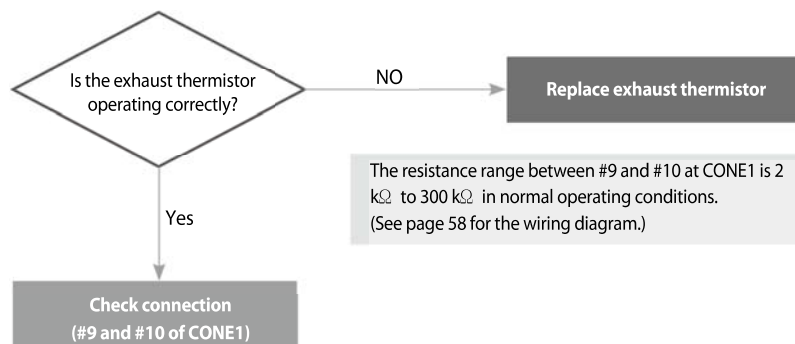 Is the exhaust thermistor
operating correctly?
NO
Replace exhaust thermistor
The resistance range between #9 and #10 at CONE1 is 2
kΩ to 300 kΩ in normal operating conditions.
(See page 58 for the wiring diagram.)
Yes
Check connection
(#9 and #10 of CONE1)